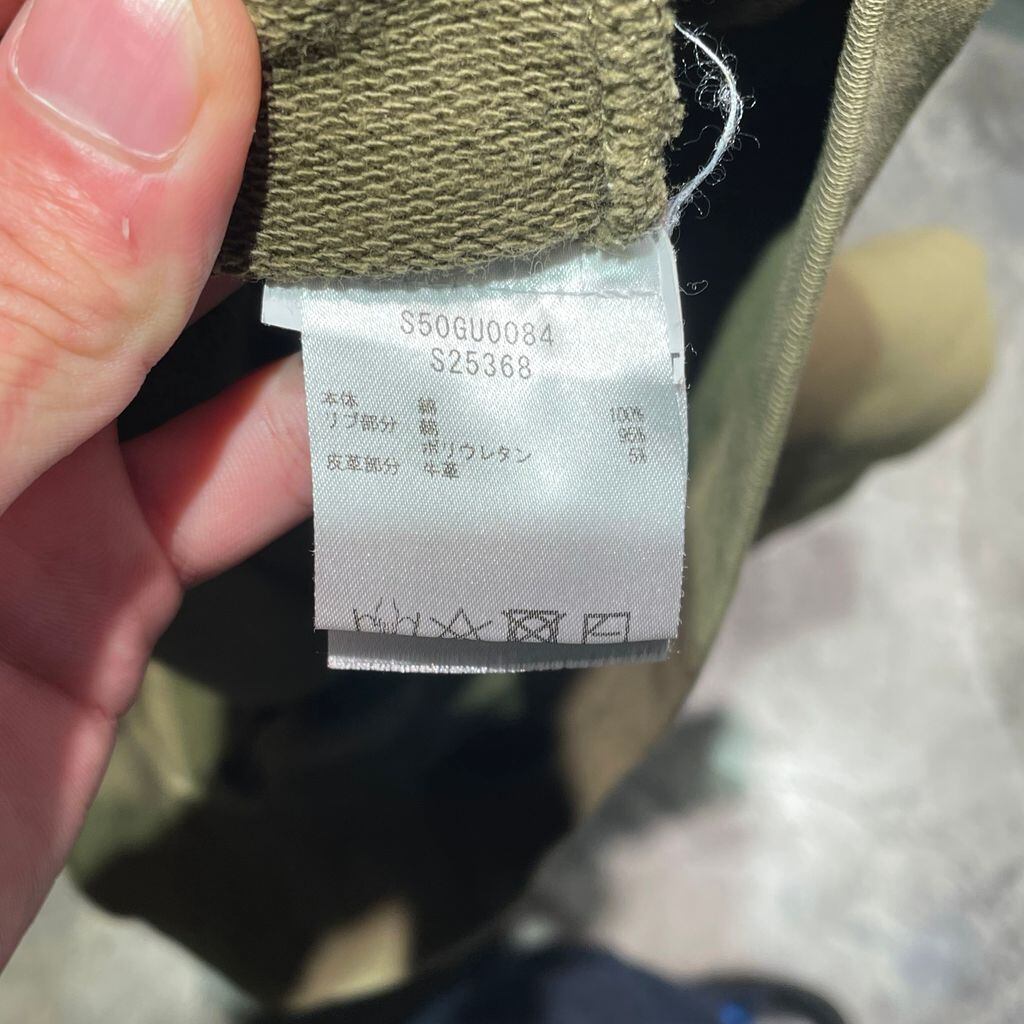 S50GU0084
S25368
本体 綿 100%
リブ部分 綿 95%
ポリウレタン 5%
皮革部分 牛革